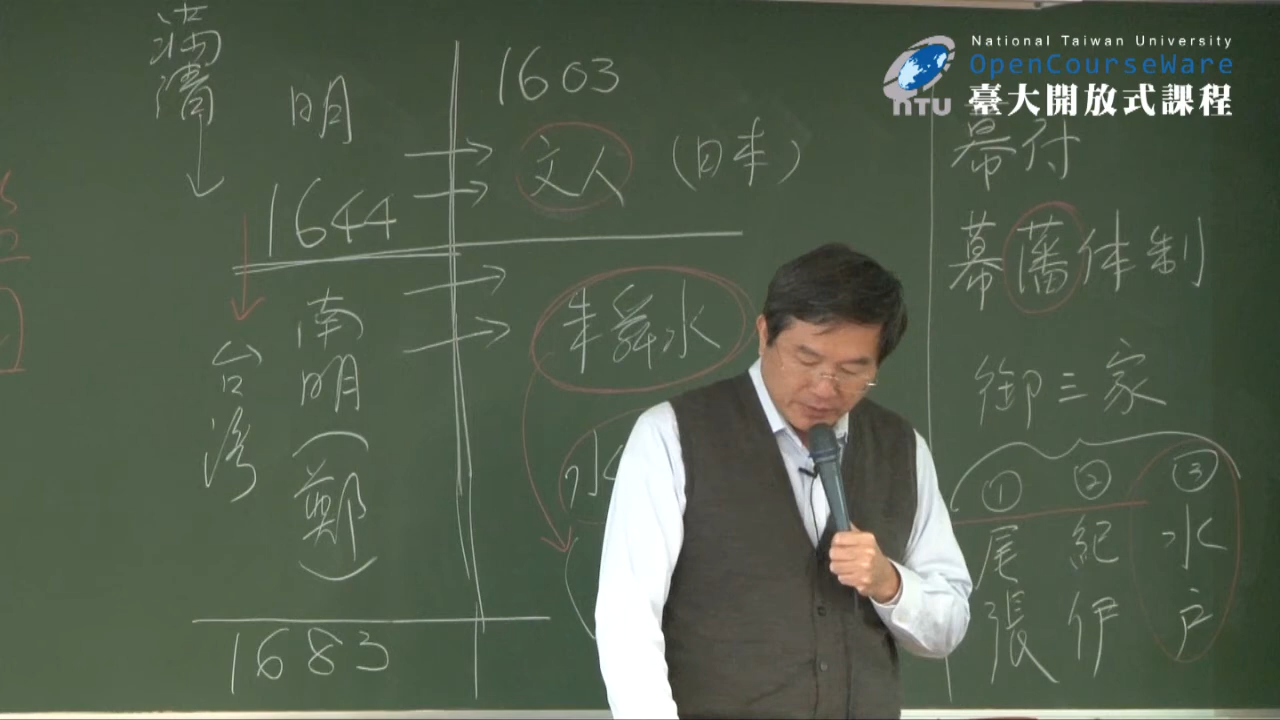 National Taiwan University
OpenCourseWare
臺大開放式課程
NTU
滿清
明
1644
南明(鄭)
台灣
1683
1603
文人 (日本)
朱舜水
水
幕府
幕藩体制
御三家
① ② ③
尾張
紀伊
水戶